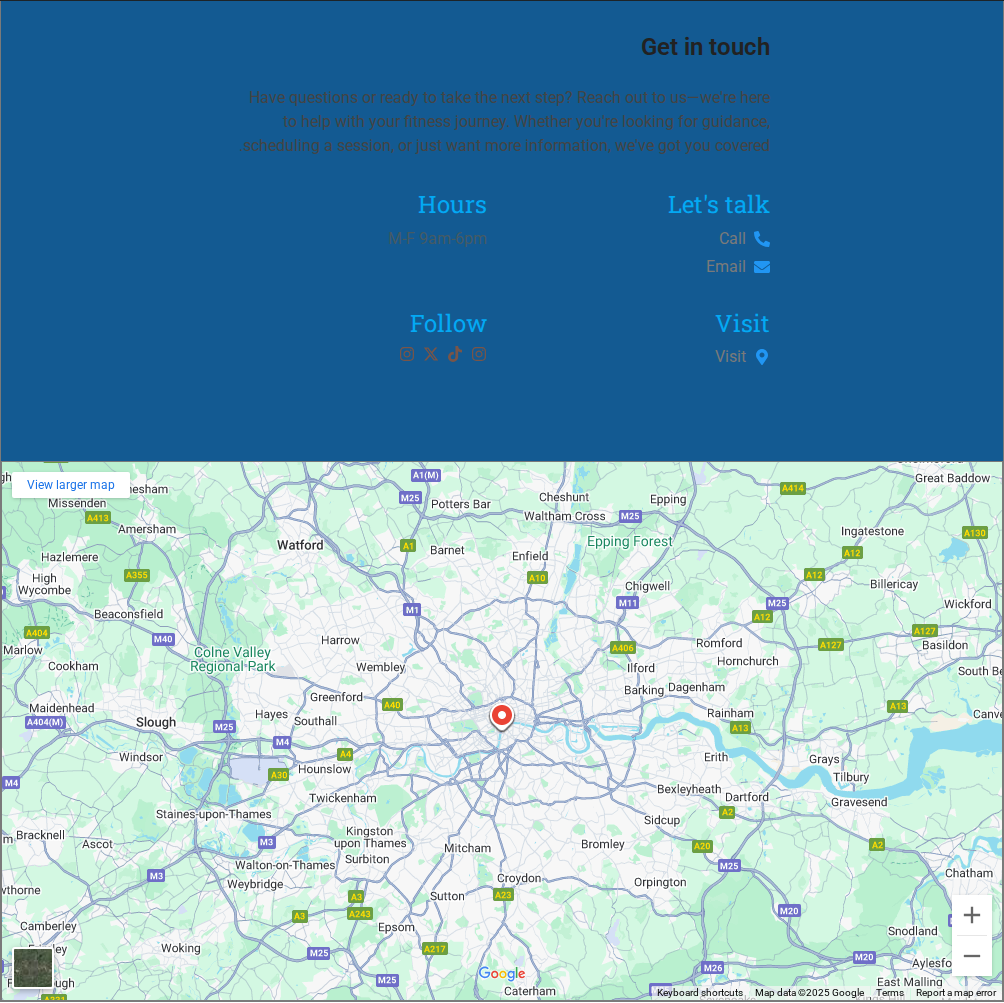 Get in touch
Have questions or ready to take the next step? Reach out to us—we're here
to help with your fitness journey. Whether you're looking for guidance,
scheduling a session, or just want more information, we've got you covered
Hours
Let's talk
M-F 9am-6pm
Call
Email
Follow
Visit
Visit
View larger map
A1(M)
M25
Missenden
A413
Amersham
Potters Bar
Cheshunt
Waltham Cross
Epping
M25
A414
Great Baddow
Ingatestone
A130
Hazlemere
Watford
A1
Barnet
Enfield
Epping Forest
A12
High
Wycombe
A355
A10
Chigwell
A12
Billericay
Beaconsfield
M1
M11
M25
A12
Wickford
A404
M40
Marlow
Harrow
A406
Romford
A127
A127
Basildon
Colne Valley
Regional Park
Cookham
Wembley
Ilford
Hornchurch
Maidenhead
Greenford
A40
Barking
Dagenham
A404(M)
Slough
M25
Hayes
Southall
Rainham
A13
A13
M4
Windsor
A4
Erith
Grays
M4
A30
Hounslow
Tilbury
Twickenham
Bexleyheath
Dartford
Gravesend
Staines-upon-Thames
A2
Sidcup
Bracknell
Ascot
M3
Kingston
upon Thames
Surbiton
Mitcham
Bromley
A20
A2
M3
Walton-on-Thames
Weybridge
M25
Chatham
Croydon
Orpington
A3
Sutton
A23
A3
A243
M20
Camberley
Epsom
Snodland
Woking
M25
A217
M20
M25
M26
Google
Caterham
East Malling
Keyboard shortcuts
Map data ©2025 Google
Terms
Report a map error